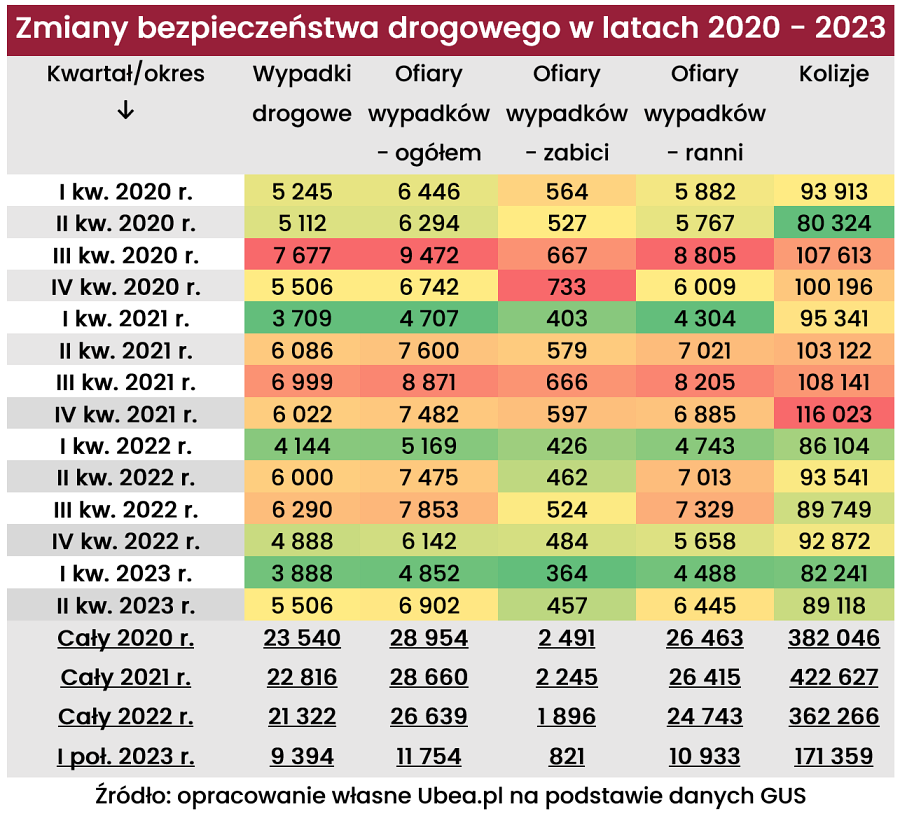 Zmiany bezpieczeństwa drogowego w latach 2020 - 2023
Kwartał/okres Wypadki Ofiary Ofiary Ofiary Kolizje
↓ drogowe wypadków wypadków wypadków
- ogółem - zabici - ranni
I kw. 2020 r. 5 245 6 446 564 5 882 93 913
II kw. 2020 r. 5 112 6 294 527 5 767 80 324
III kw. 2020 r. 7 677 9 472 667 8 805 107 613
IV kw. 2020 r. 5 506 6 742 733 6 009 100 196
I kw. 2021 r. 3 709 4 707 403 4 304 95 341
II kw. 2021 r. 6 086 7 600 579 7 021 103 122
III kw. 2021 r. 6 999 8 871 666 8 205 108 141
IV kw. 2021 r. 6 022 7 482 597 6 885 116 023
I kw. 2022 r. 4 144 5 169 426 4 743 86 104
II kw. 2022 r. 6 000 7 475 462 7 013 93 541
III kw. 2022 r. 6 290 7 853 524 7 329 89 749
IV kw. 2022 r. 4 888 6 142 484 5 658 92 872
I kw. 2023 r. 3 888 4 852 364 4 488 82 241
II kw. 2023 r. 5 506 6 902 457 6 445 89 118
Cały 2020 r. 23 540 28 954 2 491 26 463 382 046
Cały 2021 r. 22 816 28 660 2 245 26 415 422 627
Cały 2022 r. 21 322 26 639 1 896 24 743 362 266
I poł. 2023 r. 9 394 11 754 821 10 933 171 359
Źródło: opracowanie własne Ubea.pl na podstawie danych GUS